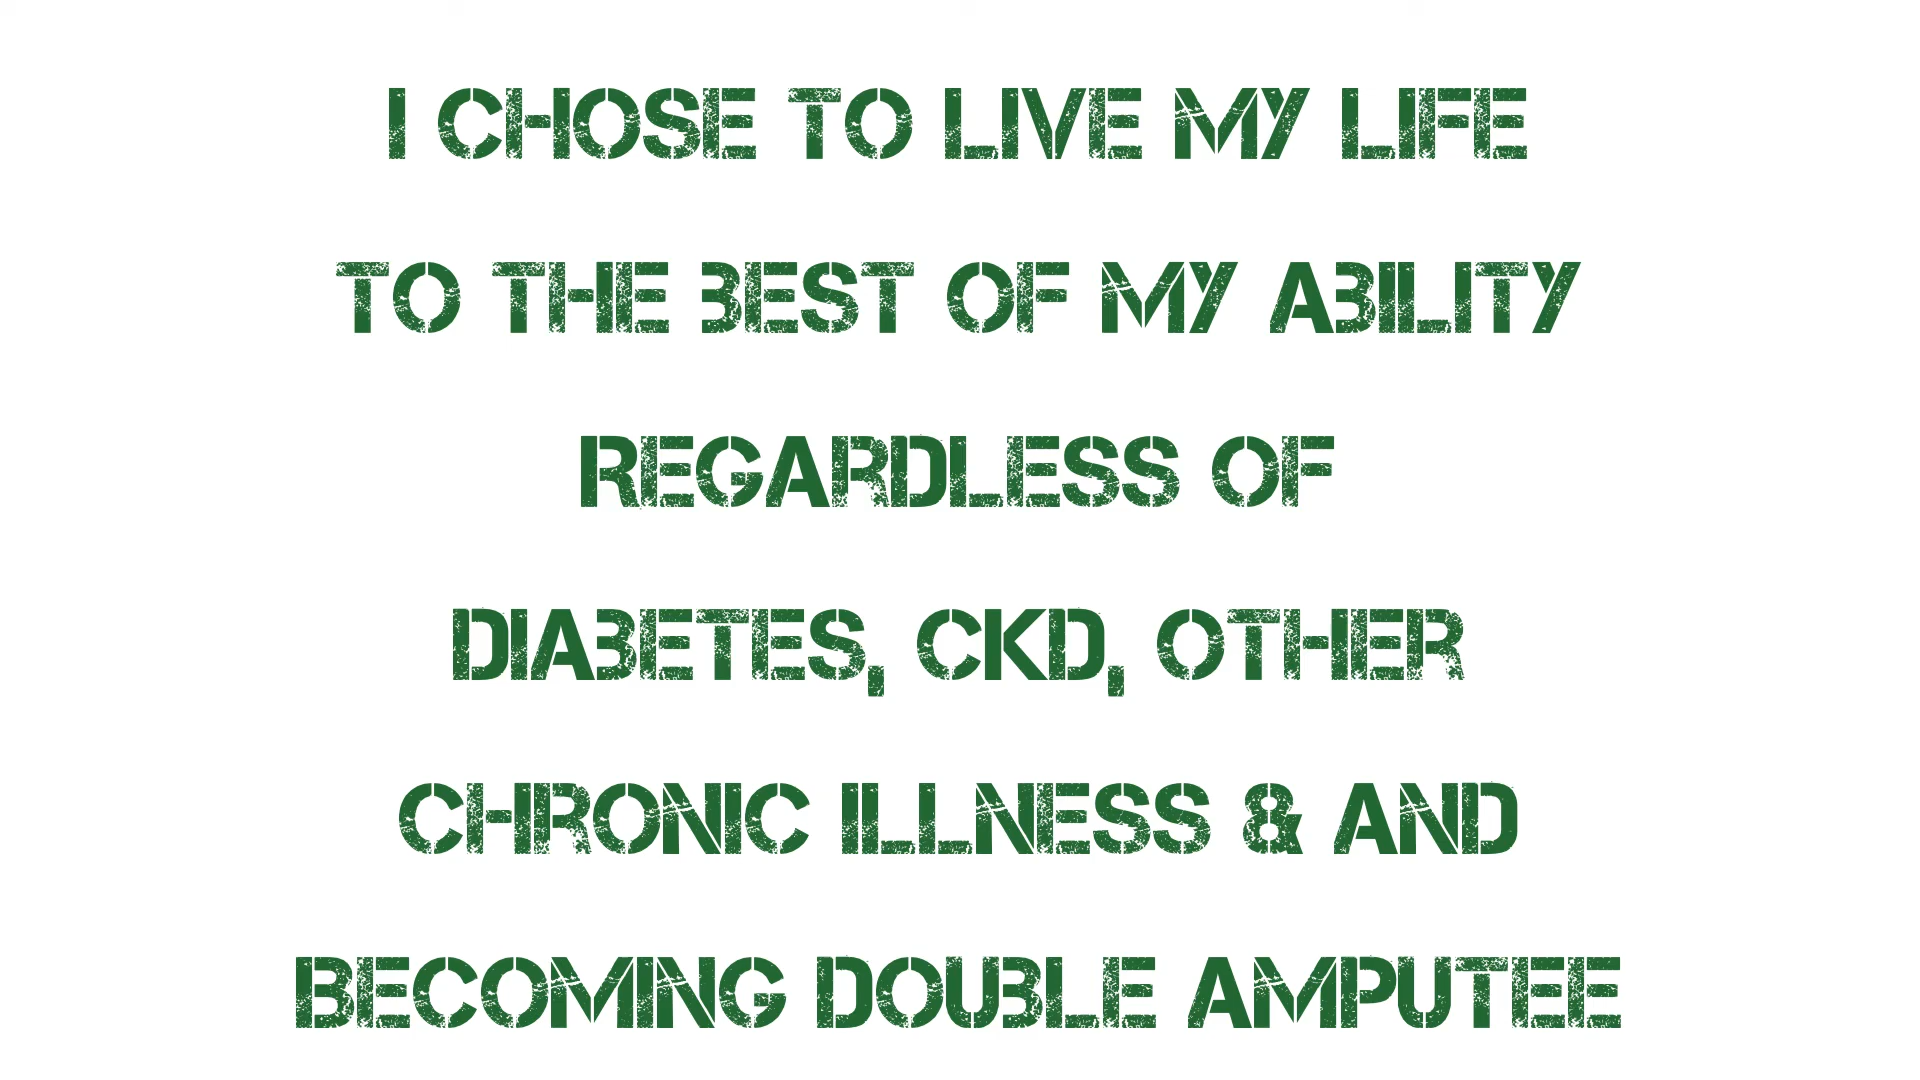 I CHOSE TO LIVE MY LIFE
TO THE BEST OF MY ABILITY
REGARDLESS OF
DIABETES, CKD, OTHER
CHRONIC ILLNESS & AND
BECOMING DOUBLE AMPUTEE